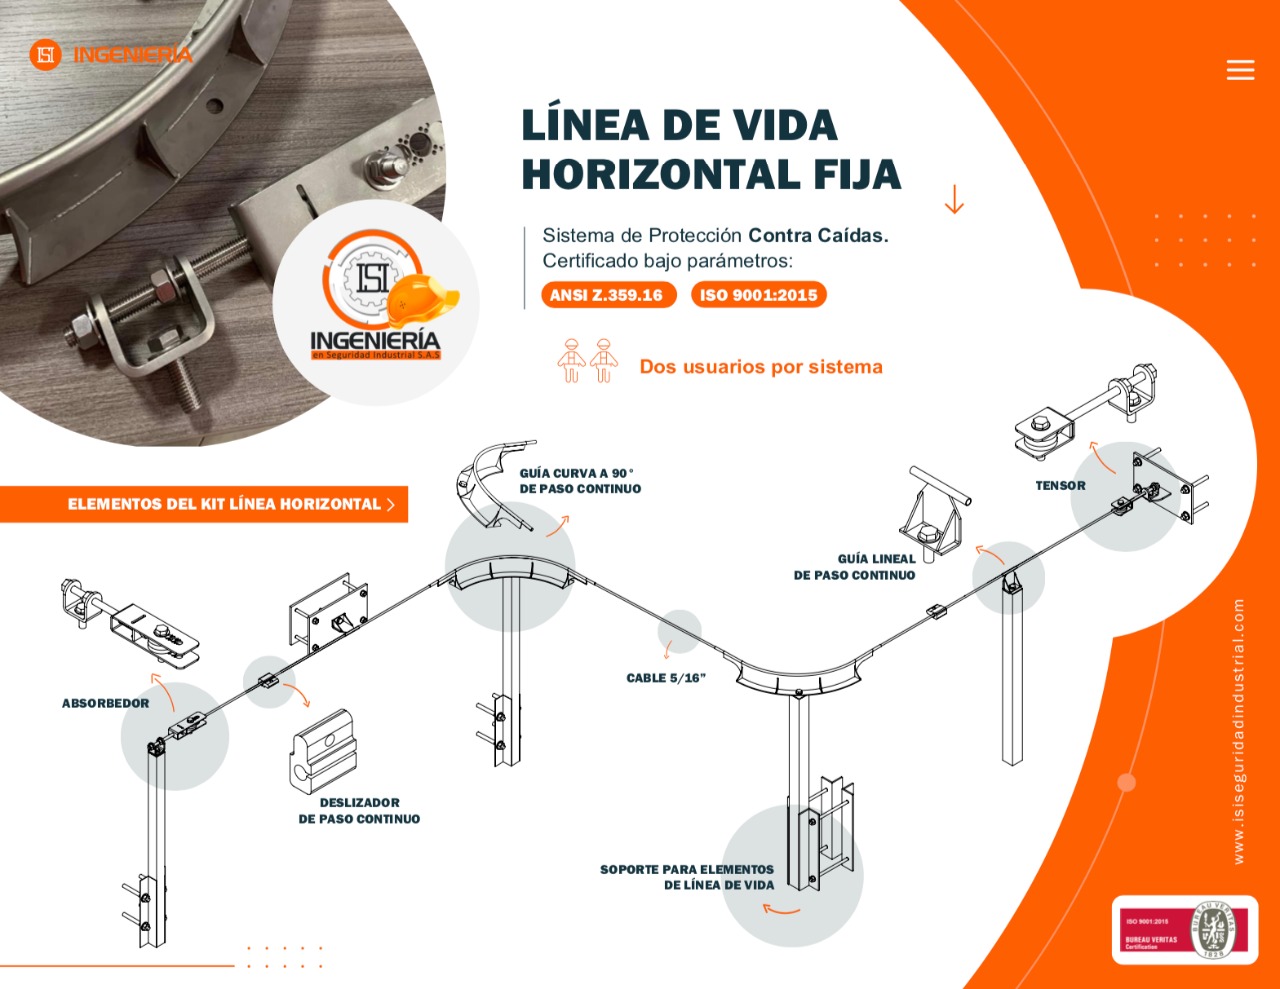 ISI INGENIERÍA
LÍNEA DE VIDA
HORIZONTAL FIJA
Sistema de Protección Contra Caídas.
Certificado bajo parámetros:
ANSI Z.359.16 ISO 9001:2015
ISI
INGENIERÍA
en Seguridad Industrial S.A.S
Dos usuarios por sistema
ELEMENTOS DEL KIT LÍNEA HORIZONTAL
GUÍA CURVA A 90°
DE PASO CONTINUO
TENSOR
GUÍA LINEAL
DE PASO CONTINUO
CABLE 5/16”
ABSORBEDOR
DESLIZADOR
DE PASO CONTINUO
SOPORTE PARA ELEMENTOS
DE LÍNEA DE VIDA
www.isiseguridadindustrial.com
ISO 9001:2015
BUREAU VERITAS
Certification
BUREAU VERITAS
1828